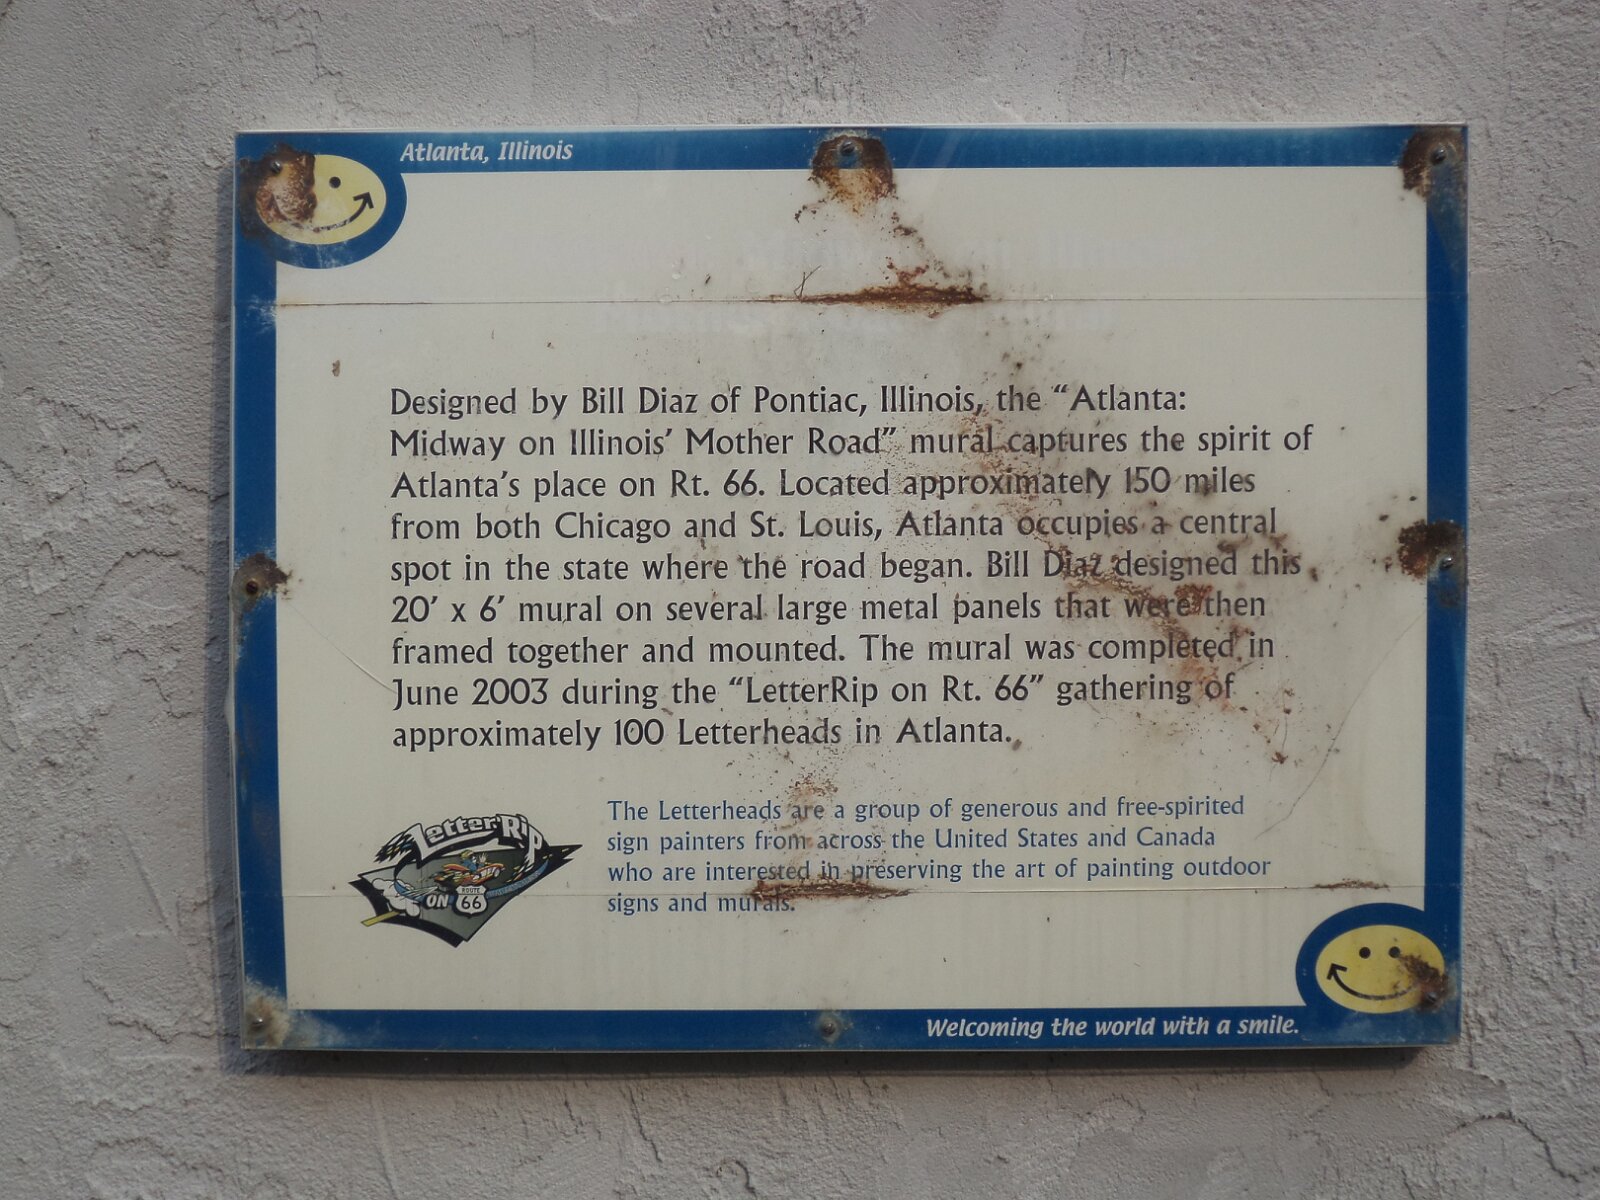 Atlanta, Illinois
Designed by Bill Diaz of Pontiac, Illinois, the “Atlanta:
Midway on Illinois’ Mother Road” mural captures the spirit of
Atlanta’s place on Rt. 66. Located approximately 150 miles
from both Chicago and St. Louis, Atlanta occupies a central
spot in the state where the road began. Bill Diaz designed this
20’ x 6’ mural on several large metal panels that were then
framed together and mounted. The mural was completed in
June 2003 during the “LetterRip on Rt. 66” gathering of
approximately 100 Letterheads in Atlanta.
Letter Rip
ON ROUTE 66
The Letterheads are a group of generous and free-spirited
sign painters from across the United States and Canada
who are interested in preserving the art of painting outdoor
signs and murals.
Welcoming the world with a smile.